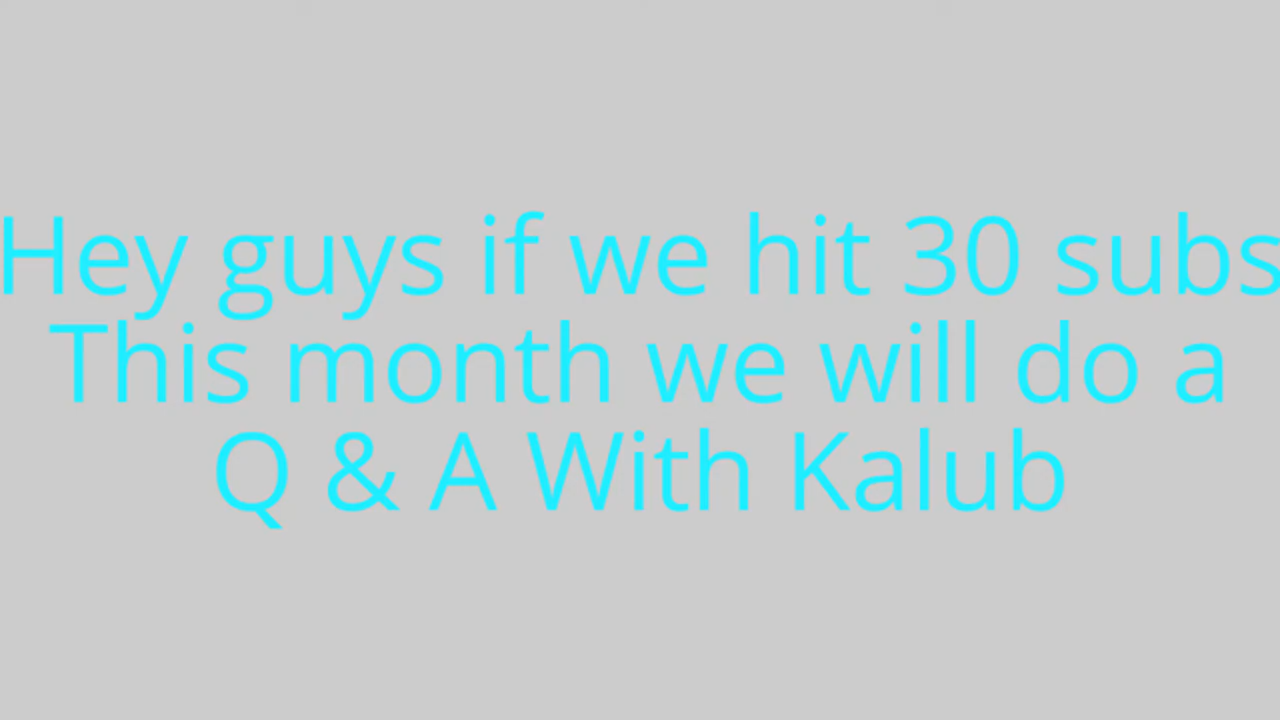 Hey guys if we hit 30 subs
This month we will do a
Q & A With Kalub